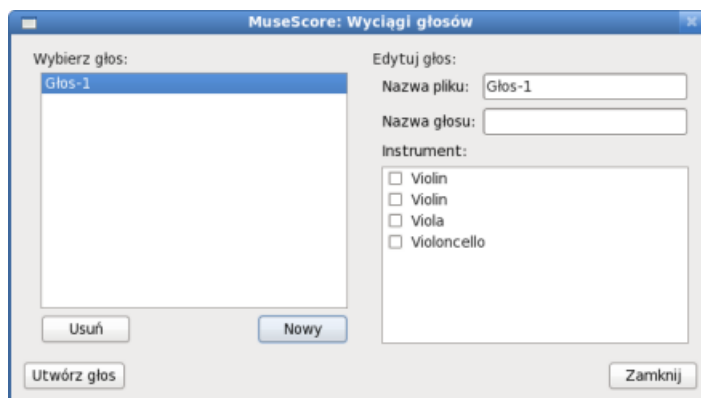 MuseScore: Wyciągi głosów
Wybierz głos:
Głos-1
Usuń
Nowy
Edytuj głos:
Nazwa pliku: Głos-1
Nazwa głosu:
Instrument:
Violin
Violin
Viola
Violoncello
Utwórz głos
Zamknij